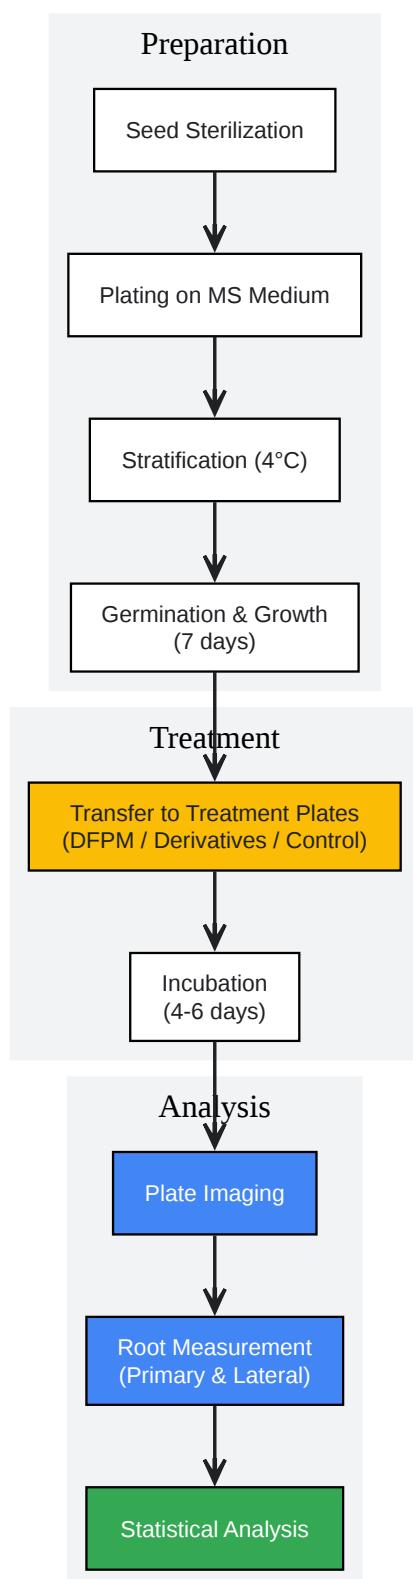 Preparation
Seed Sterilization
Plating on MS Medium
Stratification (4°C)
Germination & Growth
(7 days)
Treatment
Transfer to Treatment Plates
(DFPM / Derivatives / Control)
Incubation
(4-6 days)
Analysis
Plate Imaging
Root Measurement
(Primary & Lateral)
Statistical Analysis